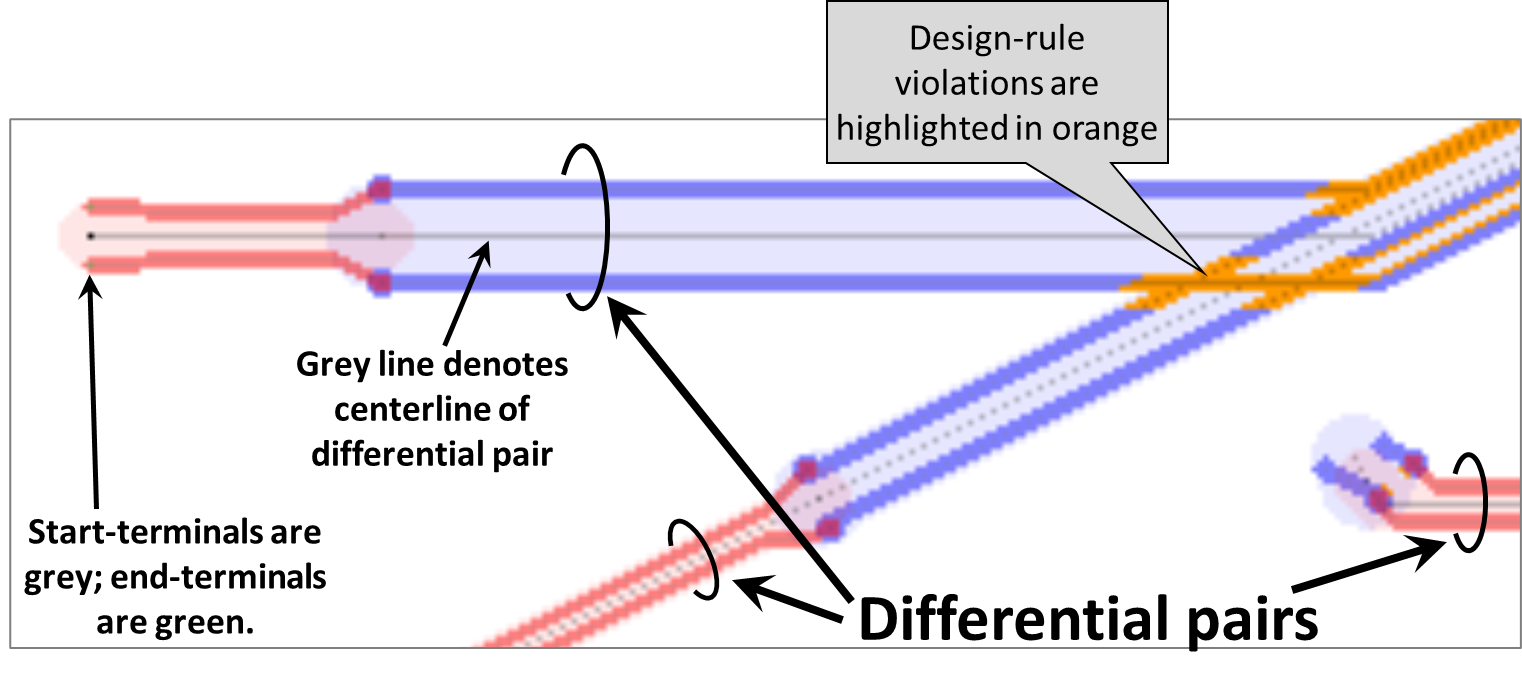 Design-rule
violations are
highlighted in orange
Grey line denotes
centerline of
differential pair
Start-terminals are
grey; end-terminals
are green.
Differential pairs